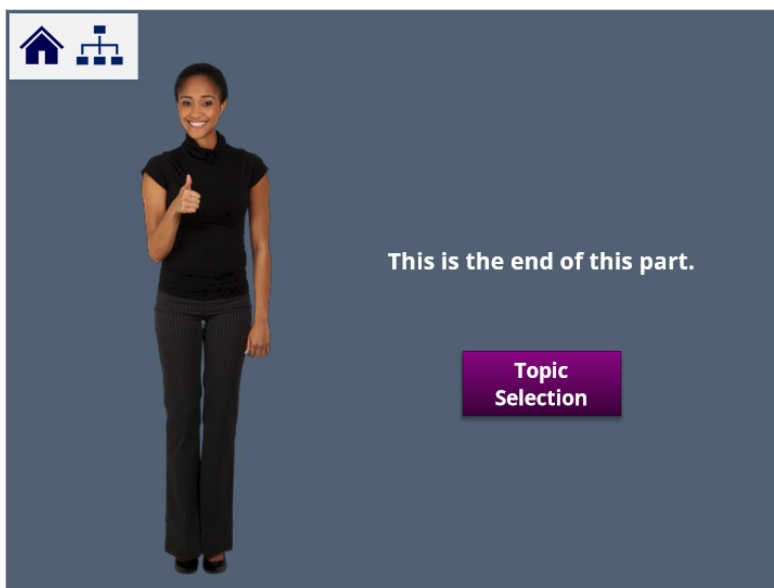 This is the end of this part.
Topic
Selection